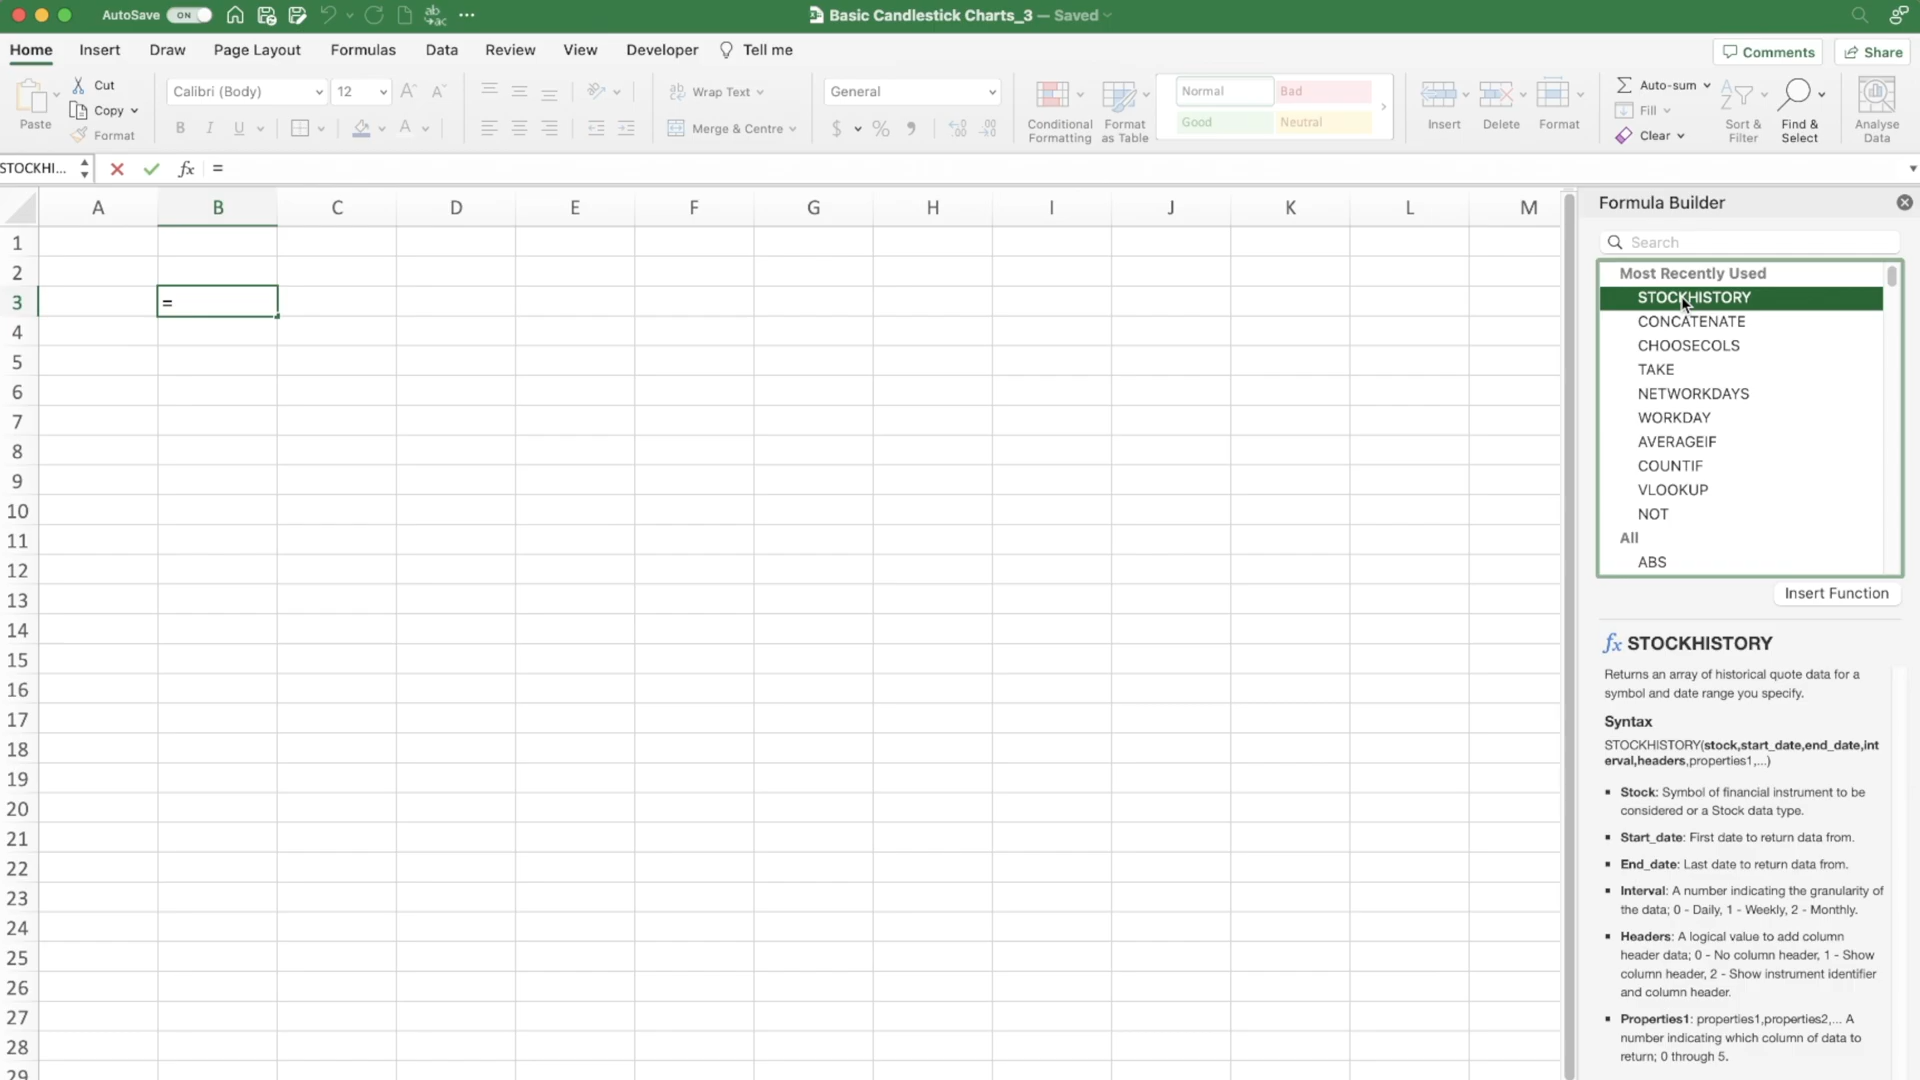 AutoSave ON Basic Candlestick Charts_3 — Saved
Home Insert Draw Page Layout Formulas Data Review View Developer Tell me Comments Share
Paste Cut Copy Format
Calibri (Body) 12
B I U A
Wrap Text
Merge & Centre
General
$ %
Conditional Formatting
Format as Table
Normal Bad
Good Neutral
Insert Delete Format
Auto-sum
Fill
Clear
Sort & Filter
Find & Select
Analyse Data
STOCKHI... fx =
A B C D E F G H I J K L M
1
2
3 =
4
5
6
7
8
9
10
11
12
13
14
15
16
17
18
19
20
21
22
23
24
25
26
27
28
29
Formula Builder
Search
Most Recently Used
STOCKHISTORY
CONCATENATE
CHOOSECOLS
TAKE
NETWORKDAYS
WORKDAY
AVERAGEIF
COUNTIF
VLOOKUP
NOT
All
ABS
Insert Function
fx STOCKHISTORY
Returns an array of historical quote data for a
symbol and date range you specify.
Syntax
STOCKHISTORY(stock,start_date,end_date,int
erval,headers,properties1,...)
▪ Stock: Symbol of financial instrument to be
considered or a Stock data type.
▪ Start_date: First date to return data from.
▪ End_date: Last date to return data from.
▪ Interval: A number indicating the granularity of
the data; 0 - Daily, 1 - Weekly, 2 - Monthly.
▪ Headers: A logical value to add column
header data; 0 - No column header, 1 - Show
column header, 2 - Show instrument identifier
and column header.
▪ Properties1: properties1,properties2,... A
number indicating which column of data to
return; 0 through 5.